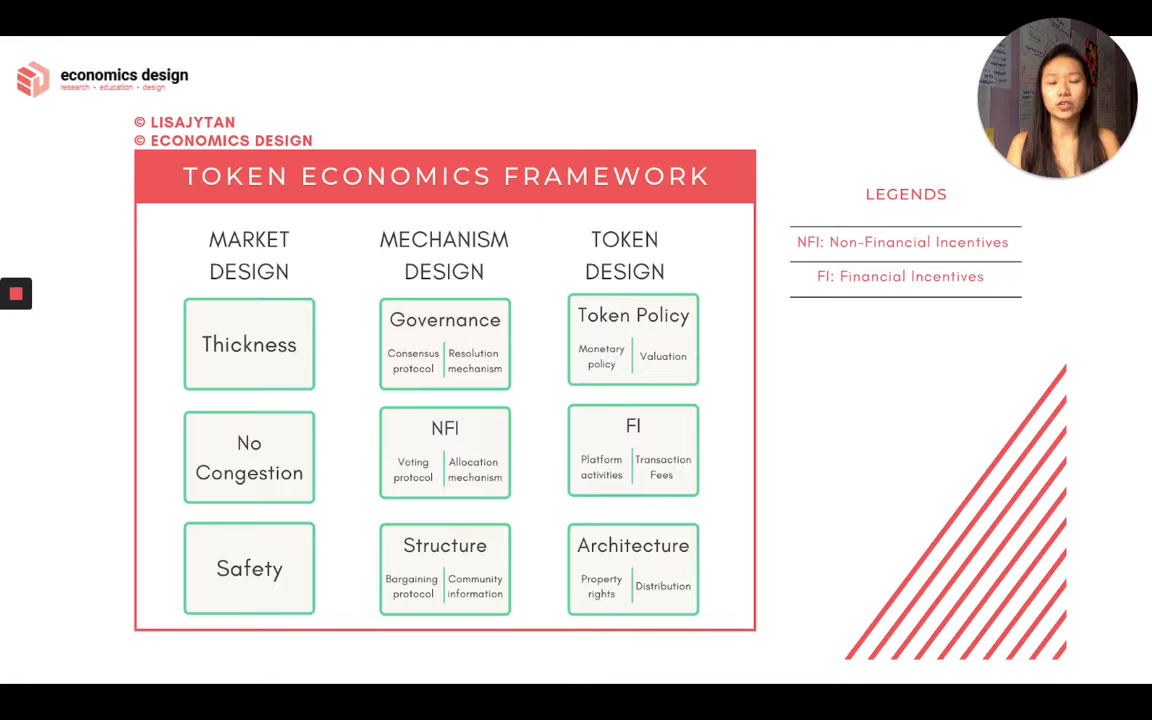 economics design
research • education • design
© LISAJYTAN
© ECONOMICS DESIGN
TOKEN ECONOMICS FRAMEWORK
MARKET
DESIGN
Thickness
No
Congestion
Safety
MECHANISM
DESIGN
Governance
Consensus
protocol
Resolution
mechanism
NFI
Voting
protocol
Allocation
mechanism
Structure
Bargaining
protocol
Community
information
TOKEN
DESIGN
Token Policy
Monetary
policy
Valuation
FI
Platform
activities
Transaction
Fees
Architecture
Property
rights
Distribution
LEGENDS
NFI: Non-Financial Incentives
FI: Financial Incentives